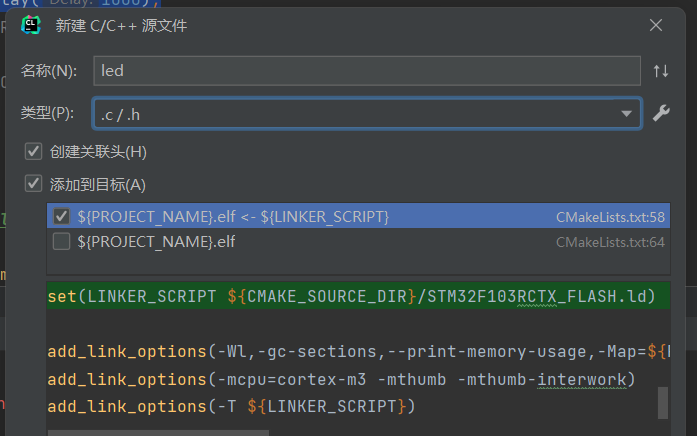 lay( Delay: 1000);
新建 C/C++ 源文件
名称(N): led
类型(P): .c / .h
创建关联头(H)
添加到目标(A)
${PROJECT_NAME}.elf <- ${LINKER_SCRIPT} CMakeLists.txt:58
${PROJECT_NAME}.elf CMakeLists.txt:64
set(LINKER_SCRIPT ${CMAKE_SOURCE_DIR}/STM32F103RCTX_FLASH.ld)
add_link_options(-Wl,-gc-sections,--print-memory-usage,-Map=${
add_link_options(-mcpu=cortex-m3 -mthumb -mthumb-interwork)
add_link_options(-T ${LINKER_SCRIPT})